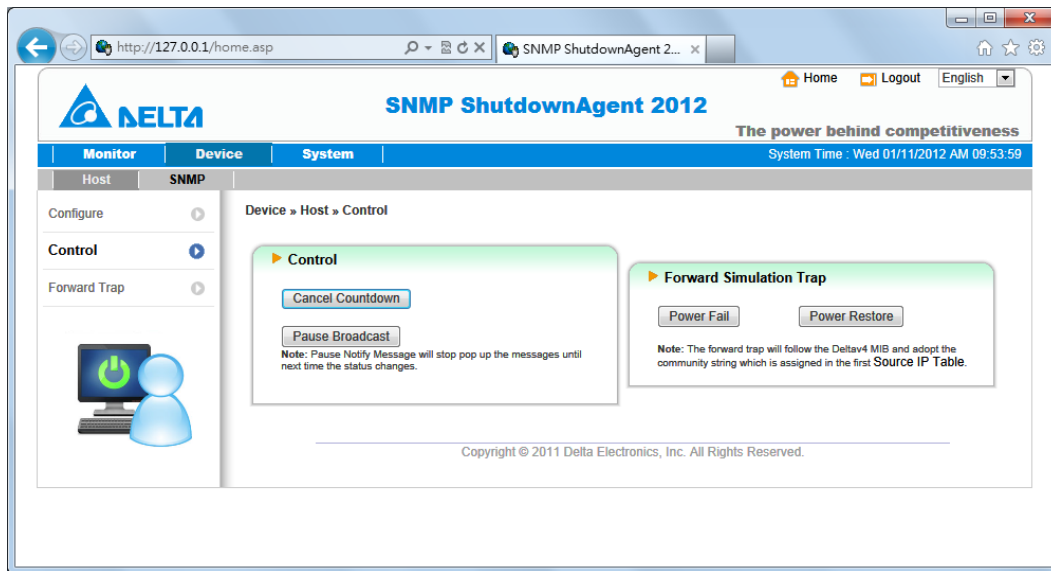 http://127.0.0.1/home.asp
SNMP ShutdownAgent 2...
Home Logout English
DELTA
SNMP ShutdownAgent 2012
The power behind competitiveness
Monitor Device System
System Time : Wed 01/11/2012 AM 09:53:59
Host SNMP
Configure
Control
Forward Trap
Device » Host » Control
Control
Cancel Countdown
Pause Broadcast
Note: Pause Notify Message will stop pop up the messages until
next time the status changes.
Forward Simulation Trap
Power Fail Power Restore
Note: The forward trap will follow the Deltav4 MIB and adopt the
community string which is assigned in the first Source IP Table.
Copyright © 2011 Delta Electronics, Inc. All Rights Reserved.